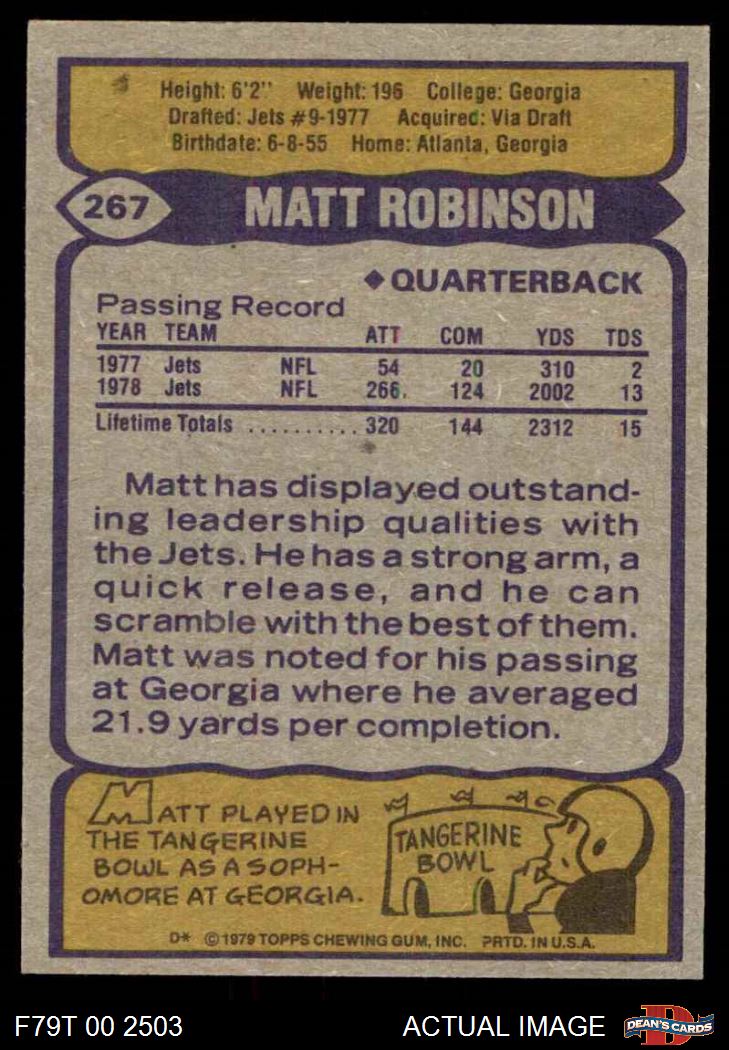 Height: 6'2" Weight: 196 College: Georgia
Drafted: Jets #9-1977 Acquired: Via Draft
Birthdate: 6-8-55 Home: Atlanta, Georgia
267 MATT ROBINSON
◆QUARTERBACK
Passing Record
YEAR TEAM ATT COM YDS TDS
1977 Jets NFL 54 20 310 2
1978 Jets NFL 266. 124 2002 13
Lifetime Totals .......... 320 144 2312 15
Matt has displayed outstand-
ing leadership qualities with
the Jets. He has a strong arm, a
quick release, and he can
scramble with the best of them.
Matt was noted for his passing
at Georgia where he averaged
21.9 yards per completion.
MATT PLAYED IN
THE TANGERINE
BOWL AS A SOPH-
OMORE AT GEORGIA.
TANGERINE
BOWL
D* ©1979 TOPPS CHEWING GUM, INC. PRTD. IN U.S.A.
F79T 00 2503 ACTUAL IMAGE
DEAN'S CARDS